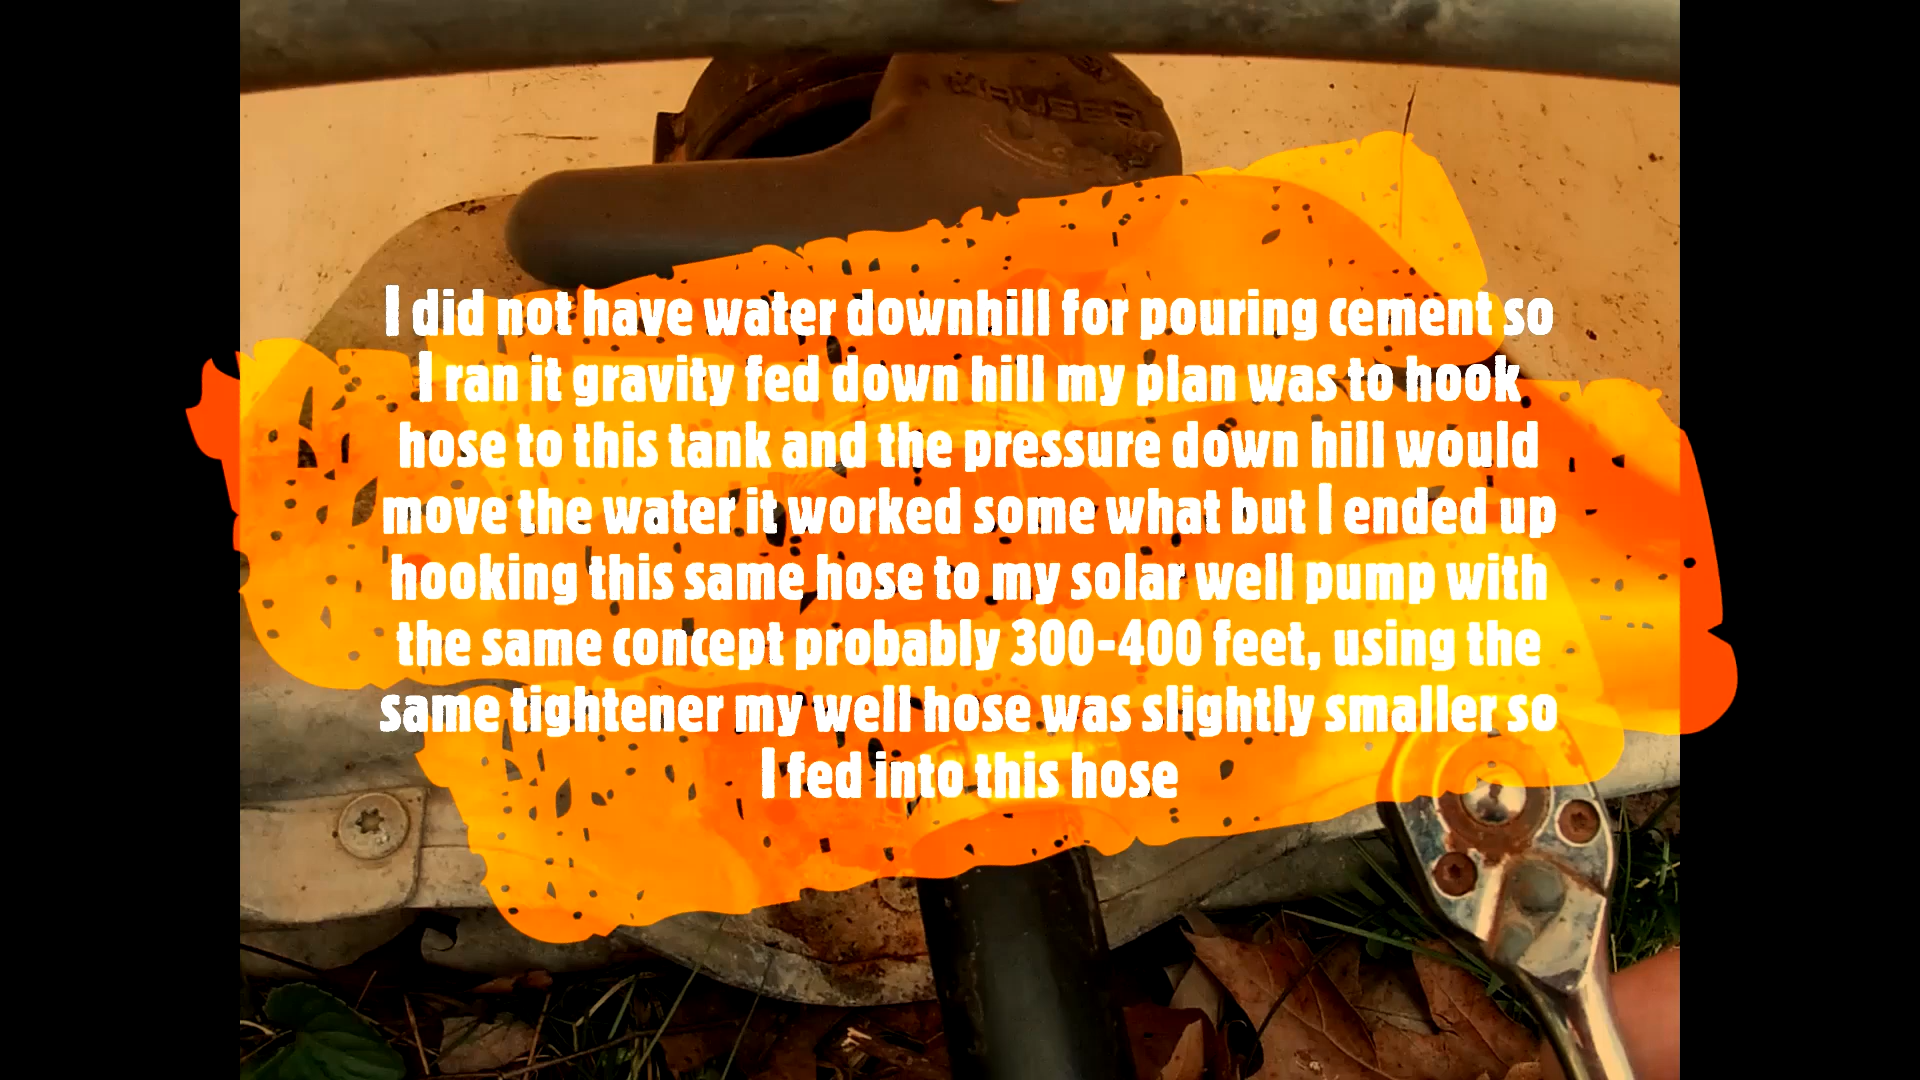 KAUSER
I did not have water downhill for pouring cement so
I ran it gravity fed down hill my plan was to hook
hose to this tank and the pressure down hill would
move the water it worked some what but I ended up
hooking this same hose to my solar well pump with
the same concept probably 300-400 feet, using the
same tightener my well hose was slightly smaller so
I fed into this hose